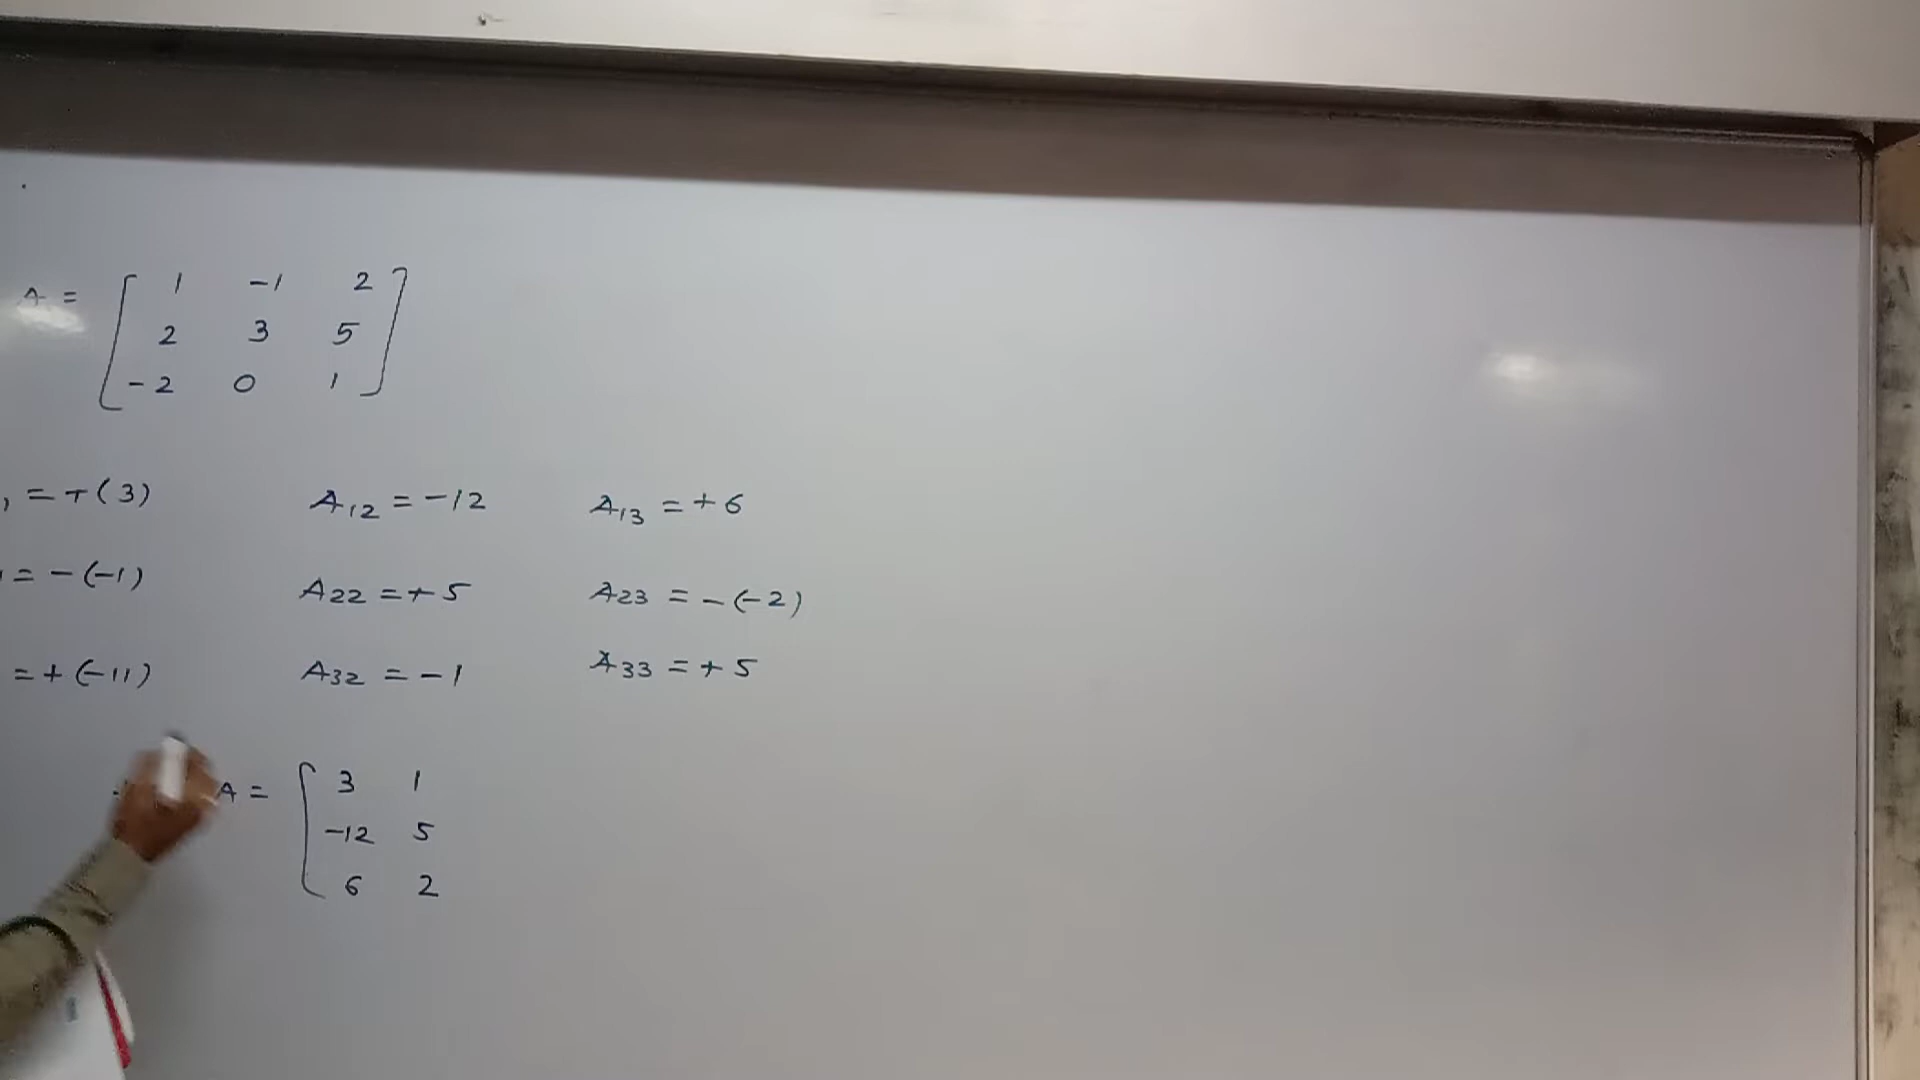 A = [ 1 -1 2
2 3 5
-2 0 1 ]
1 = +(3) A12 = -12 A13 = +6
= -(-1) A22 = +5 A23 = -(-2)
= +(-11) A32 = -1 A33 = +5
A = [ 3 1
-12 5
6 2